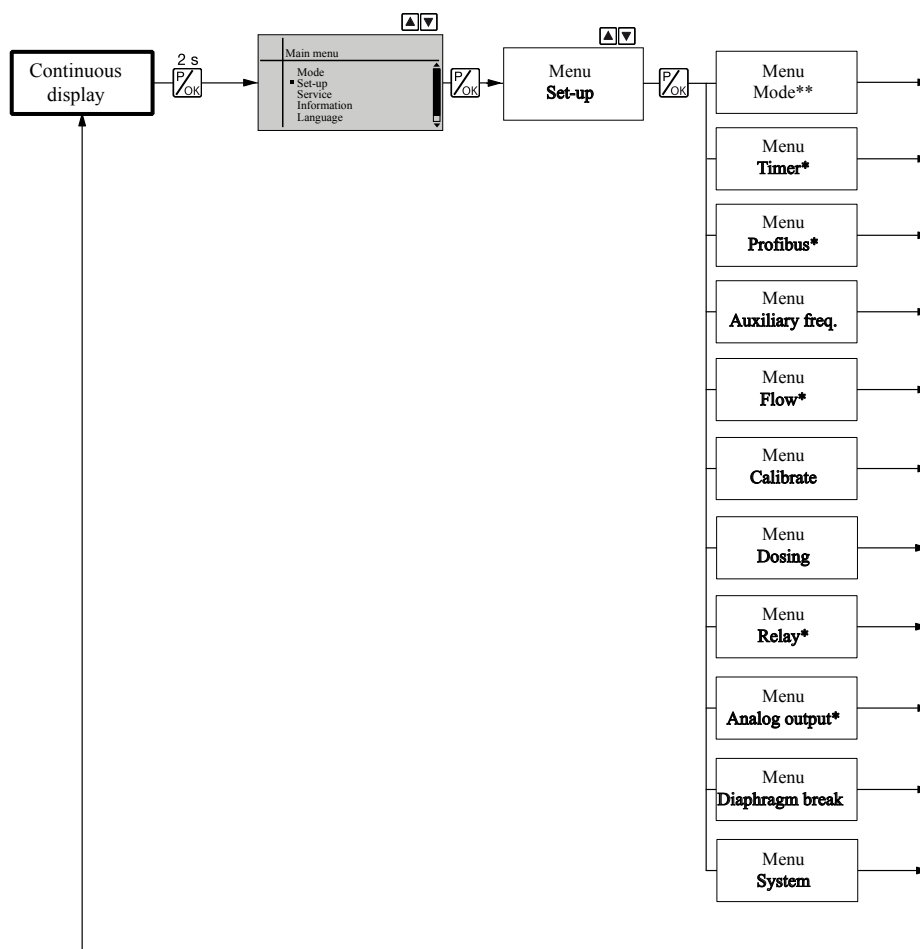 Continuous
display
2 s
P/OK
Main menu
Mode
Set-up
Service
Information
Language
P/OK
Menu
Set-up
P/OK
Menu
Mode**
Menu
Timer*
Menu
Profibus*
Menu
Auxiliary freq.
Menu
Flow*
Menu
Calibrate
Menu
Dosing
Menu
Relay*
Menu
Analog output*
Menu
Diaphragm break
Menu
System